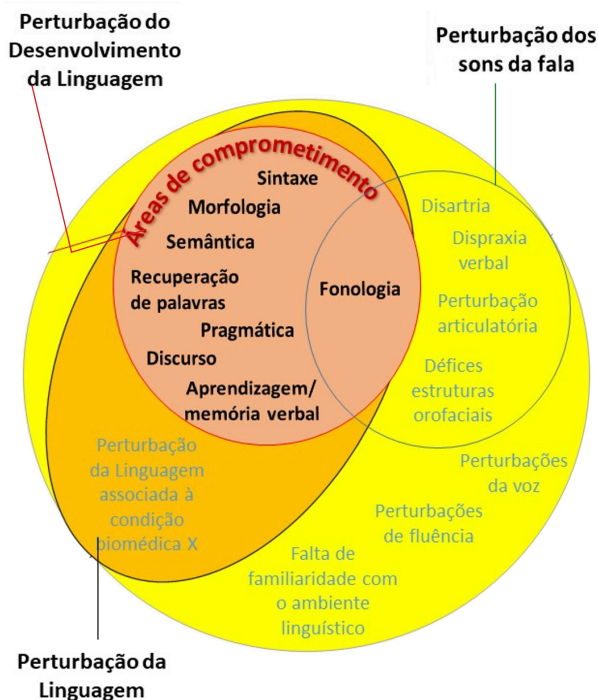 Perturbação do
Desenvolvimento
da Linguagem
Perturbação dos
sons da fala
Áreas de comprometimento
Sintaxe
Morfologia
Semântica
Recuperação
de palavras
Pragmática
Discurso
Aprendizagem/
memória verbal
Fonologia
Disartria
Dispraxia
verbal
Perturbação
articulatória
Défices
estruturas
orofaciais
Perturbações
da voz
Perturbações
de fluência
Falta de
familiaridade com
o ambiente
linguístico
Perturbação
da Linguagem
associada à
condição
biomédica X
Perturbação da
Linguagem